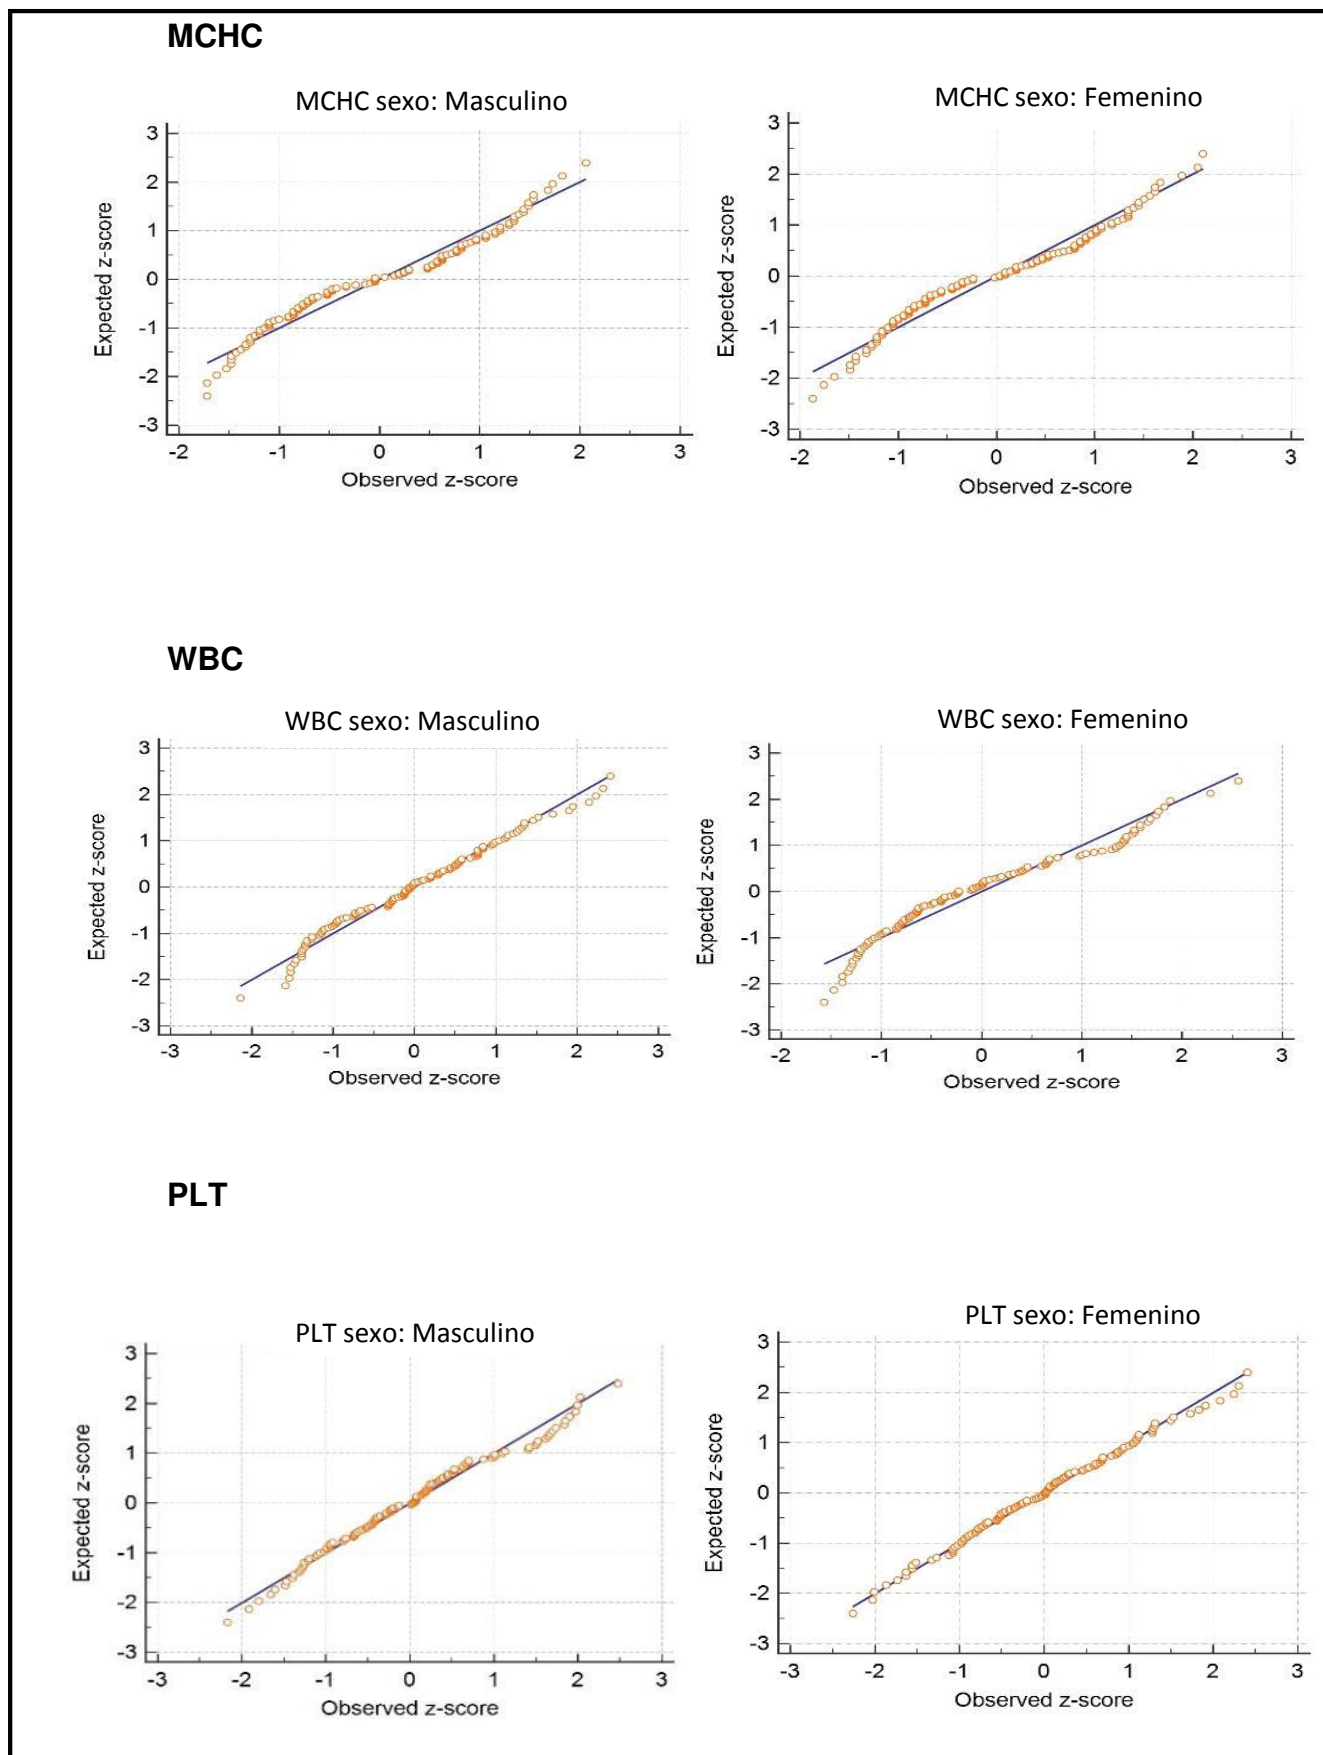 MCHC
MCHC sexo: Masculino
3
2
1
0
-1
-2
-3
Expected z-score
-2 -1 0 1 2 3
Observed z-score
MCHC sexo: Femenino
3
2
1
0
-1
-2
-3
Expected z-score
-2 -1 0 1 2 3
Observed z-score
WBC
WBC sexo: Masculino
3
2
1
0
-1
-2
-3
Expected z-score
-3 -2 -1 0 1 2 3
Observed z-score
WBC sexo: Femenino
3
2
1
0
-1
-2
-3
Expected z-score
-2 -1 0 1 2 3
Observed z-score
PLT
PLT sexo: Masculino
3
2
1
0
-1
-2
-3
Expected z-score
-3 -2 -1 0 1 2 3
Observed z-score
PLT sexo: Femenino
3
2
1
0
-1
-2
-3
Expected z-score
-3 -2 -1 0 1 2 3
Observed z-score